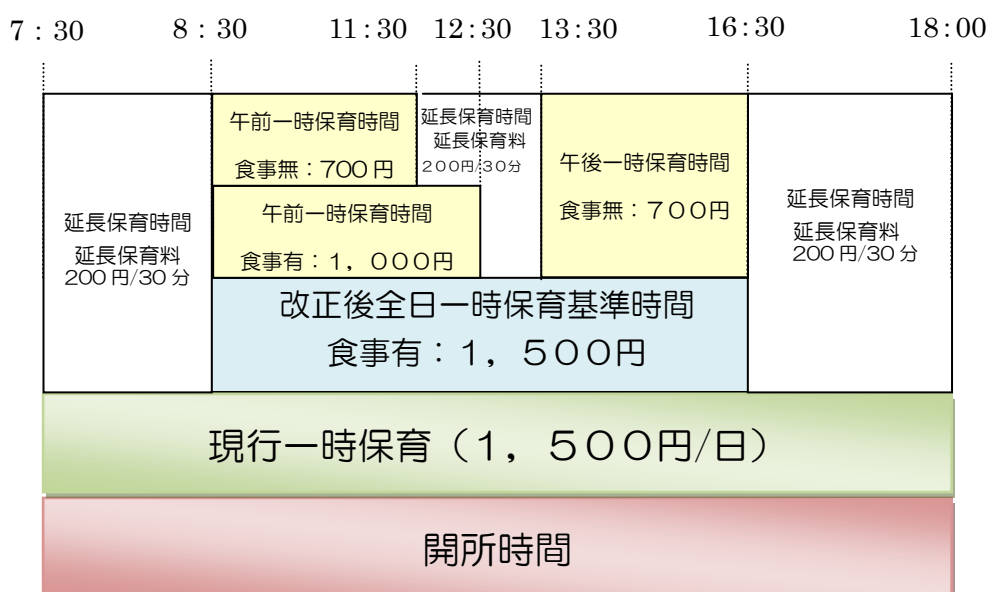 7：30 8：30 11:30 12:30 13:30 16:30 18:00
延長保育時間
延長保育料
200円/30分
午前一時保育時間
食事無：700円
午前一時保育時間
食事有：１，０００円
延長保育時間
延長保育料
２００円/３０分
午後一時保育時間
食事無：７００円
延長保育時間
延長保育料
200円/30分
改正後全日一時保育基準時間
食事有：１，５００円
現行一時保育（１，５００円/日）
開所時間